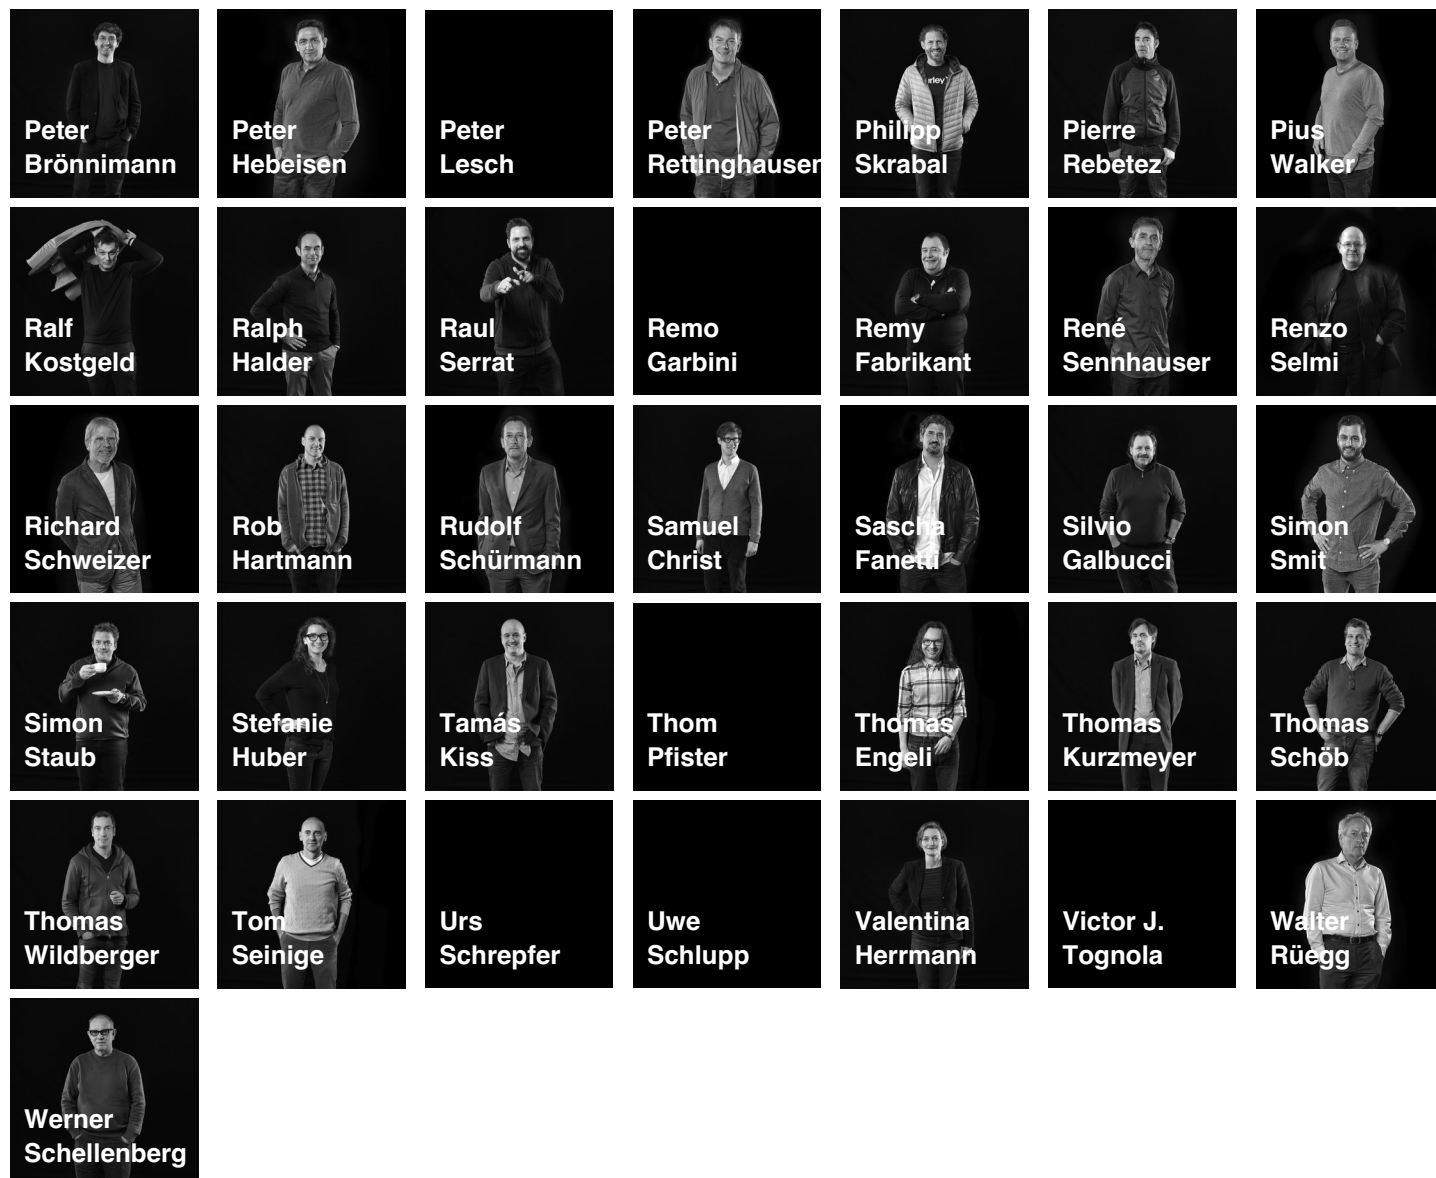 Peter
Brönnimann
Peter
Hebeisen
Peter
Lesch
Peter
Rettinghausen
Philipp
Skrabal
Pierre
Rebetez
Pius
Walker
Ralf
Kostgeld
Ralph
Halder
Raul
Serrat
Remo
Garbini
Remy
Fabrikant
René
Sennhauser
Renzo
Selmi
Richard
Schweizer
Rob
Hartmann
Rudolf
Schürmann
Samuel
Christ
Sascha
Fanetti
Silvio
Galbucci
Simon
Smit
Simon
Staub
Stefanie
Huber
Tamás
Kiss
Thom
Pfister
Thomas
Engeli
Thomas
Kurzmeyer
Thomas
Schöb
Thomas
Wildberger
Tom
Seinige
Urs
Schrepfer
Uwe
Schlupp
Valentina
Herrmann
Victor J.
Tognola
Walter
Rüegg
Werner
Schellenberg